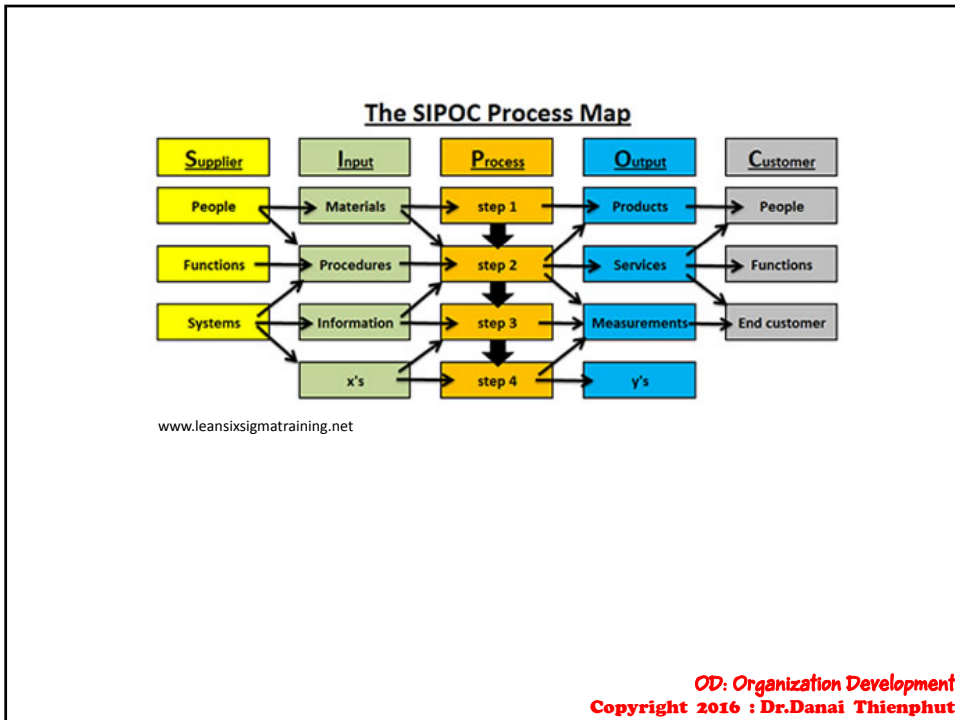 The SIPOC Process Map
Supplier Input Process Output Customer
People Materials step 1 Products People
Functions Procedures step 2 Services Functions
Systems Information step 3 Measurements End customer
x's step 4 y's
www.leansixsigmatraining.net
OD: Organization Development
Copyright 2016 : Dr.Danai Thienphut